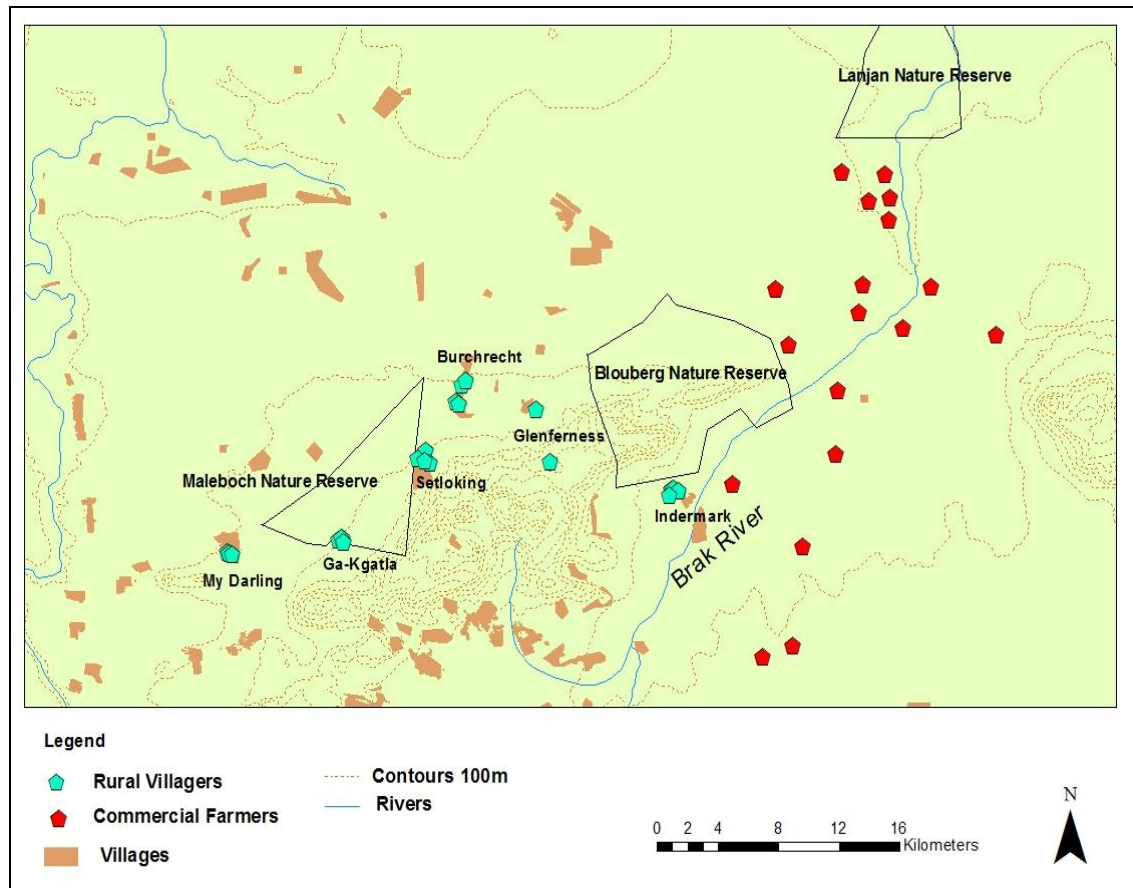 Lanjan Nature Reserve
Burchrecht
Blouberg Nature Reserve
Glenferness
Maleboch Nature Reserve
Setloking
Indermark
Brak River
Ga-Kgatla
My Darling
Legend
Rural Villagers
Commercial Farmers
Villages
Contours 100m
Rivers
0 2 4 8 12 16
Kilometers
N